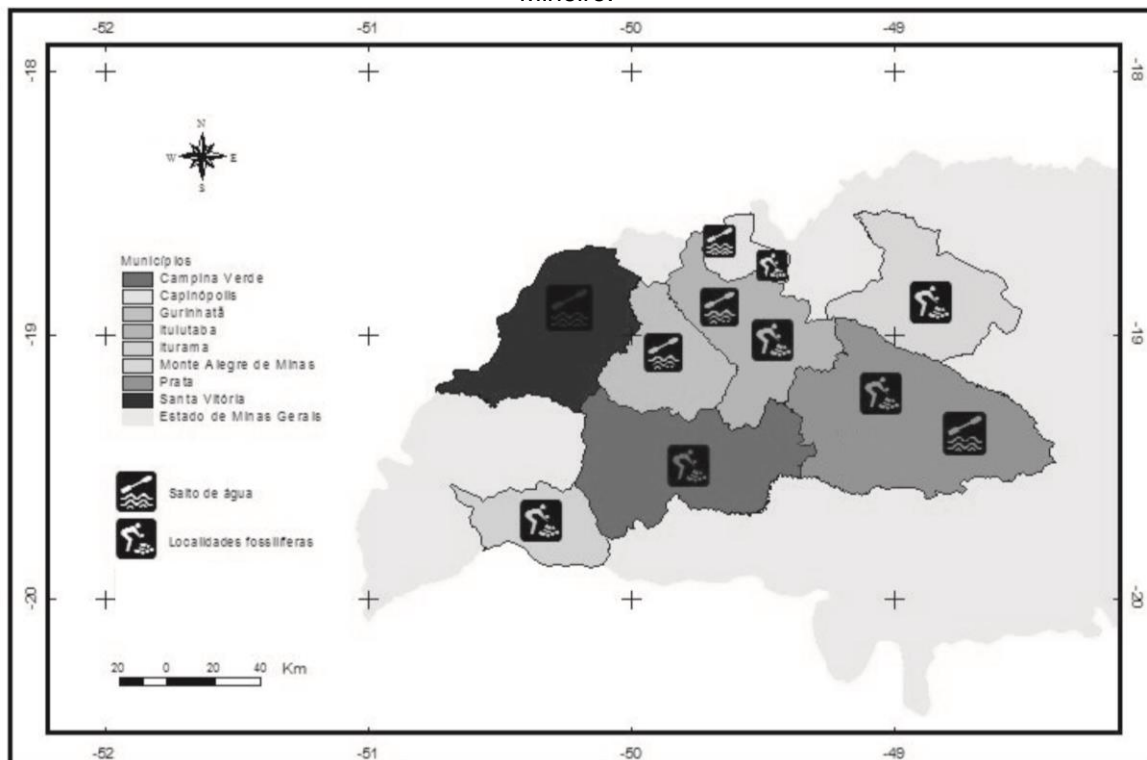 -52 -51 -50 -49
-18 -18
N
W E
S
Municípios
Campina Verde
Capinópolis
Gurinhatã
Ituiutaba
Iturama
Monte Alegre de Minas
Prata
Santa Vitória
Estado de Minas Gerais
-19 -19
Salto de água
Localidades fossilíferas
-20 -20
20 0 20 40 Km
-52 -51 -50 -49